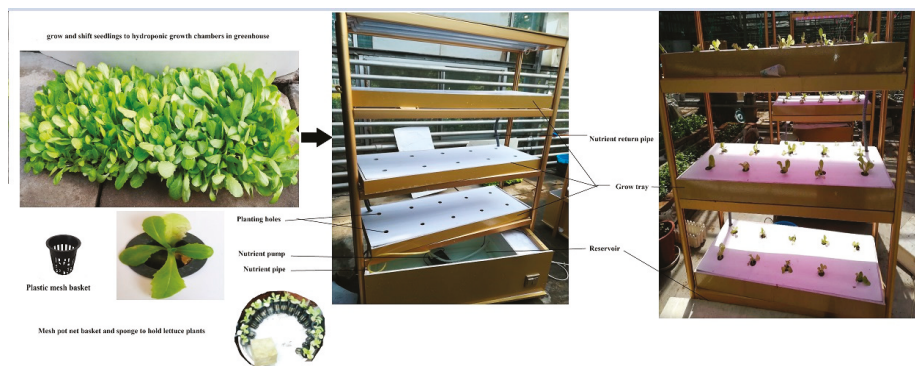 grow and shift seedlings to hydroponic growth chambers in greenhouse
Nutrient return pipe
Grow tray
Planting holes
Reservoir
Nutrient pump
Nutrient pipe
Plastic mesh basket
Mesh pot net basket and sponge to hold lettuce plants